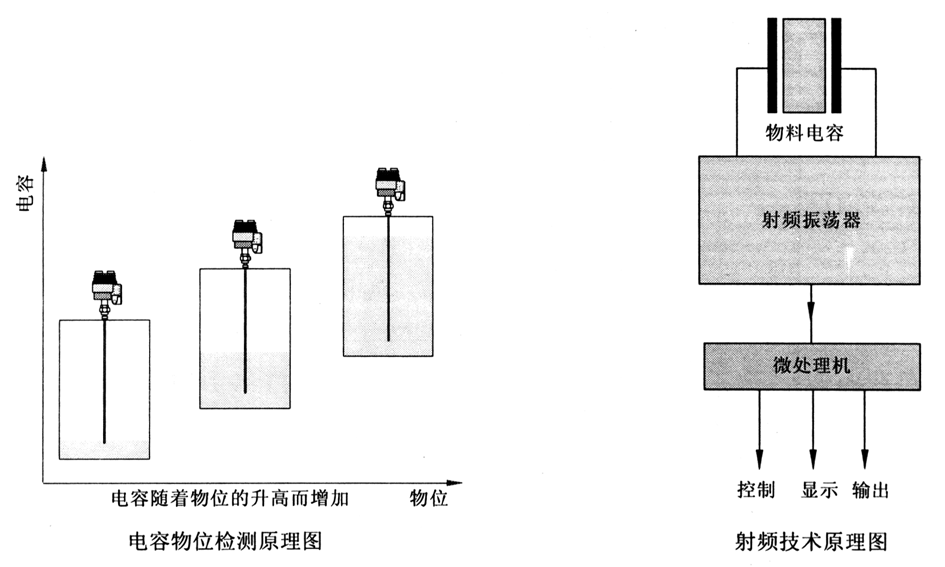 电容
电容随着物位的升高而增加
物位
电容物位检测原理图
物料电容
射频振荡器
微处理机
控制
显示
输出
射频技术原理图